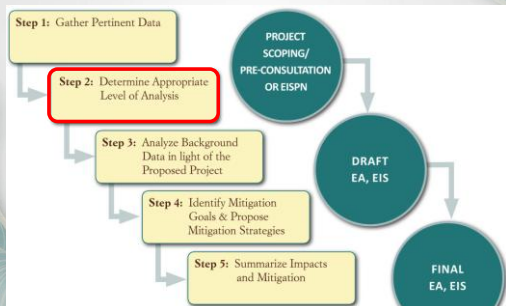 Step 1: Gather Pertinent Data
Step 2: Determine Appropriate
Level of Analysis
Step 3: Analyze Background
Data in light of the
Proposed Project
Step 4: Identify Mitigation
Goals & Propose
Mitigation Strategies
Step 5: Summarize Impacts
and Mitigation
PROJECT
SCOPING/
PRE-CONSULTATION
OR EISPN
DRAFT
EA, EIS
FINAL
EA, EIS